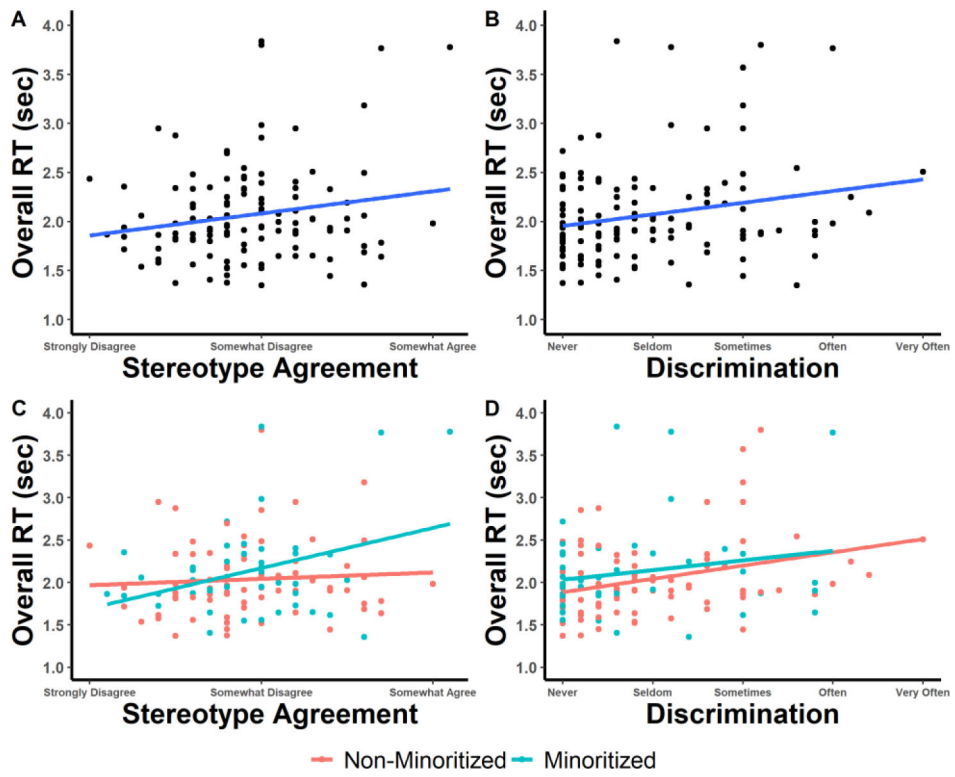 A
Overall RT (sec)
4.0
3.5
3.0
2.5
2.0
1.5
1.0
Strongly Disagree Somewhat Disagree Somewhat Agree
Stereotype Agreement
B
Overall RT (sec)
4.0
3.5
3.0
2.5
2.0
1.5
1.0
Never Seldom Sometimes Often Very Often
Discrimination
C
Overall RT (sec)
4.0
3.5
3.0
2.5
2.0
1.5
1.0
Strongly Disagree Somewhat Disagree Somewhat Agree
Stereotype Agreement
D
Overall RT (sec)
4.0
3.5
3.0
2.5
2.0
1.5
1.0
Never Seldom Sometimes Often Very Often
Discrimination
Non-Minoritized Minoritized